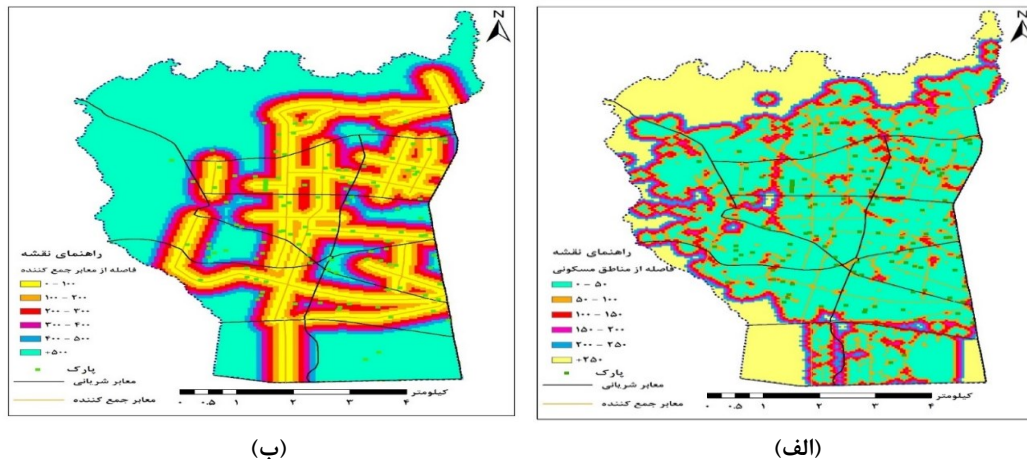 N
راهنمای نقشه
فاصله از مناطق مسکونی
۰ – ۵۰
۵۰ – ۱۰۰
۱۰۰ – ۱۵۰
۱۵۰ – ۲۰۰
۲۰۰ – ۲۵۰
+۲۵۰
پارک
معابر شریانی
معابر جمع کننده
کیلومتر
۰ ۰.۵ ۱ ۲ ۳ ۴
(الف)
N
راهنمای نقشه
فاصله از معابر جمع کننده
۰ – ۱۰۰
۱۰۰ – ۲۰۰
۲۰۰ – ۳۰۰
۳۰۰ – ۴۰۰
۴۰۰ – ۵۰۰
+۵۰۰
پارک
معابر شریانی
معابر جمع کننده
کیلومتر
۰ ۰.۵ ۱ ۲ ۳ ۴
(ب)